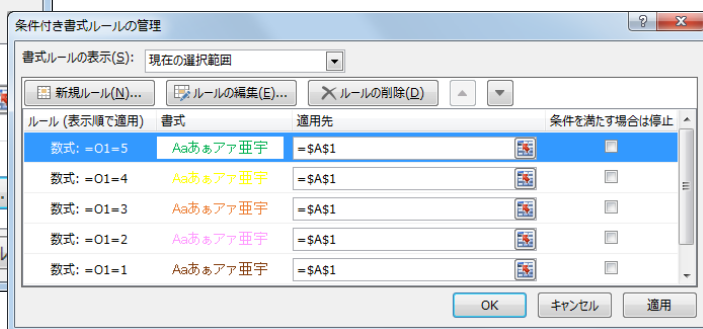 条件付き書式ルールの管理
書式ルールの表示(S): 現在の選択範囲
新規ルール(N)... ルールの編集(E)... ルールの削除(D)
ルール (表示順で適用) 書式 適用先 条件を満たす場合は停止
数式: =O1=5 Aaあぁアァ亜宇 =$A$1
数式: =O1=4 Aaあぁアァ亜宇 =$A$1
数式: =O1=3 Aaあぁアァ亜宇 =$A$1
数式: =O1=2 Aaあぁアァ亜宇 =$A$1
数式: =O1=1 Aaあぁアァ亜宇 =$A$1
OK キャンセル 適用